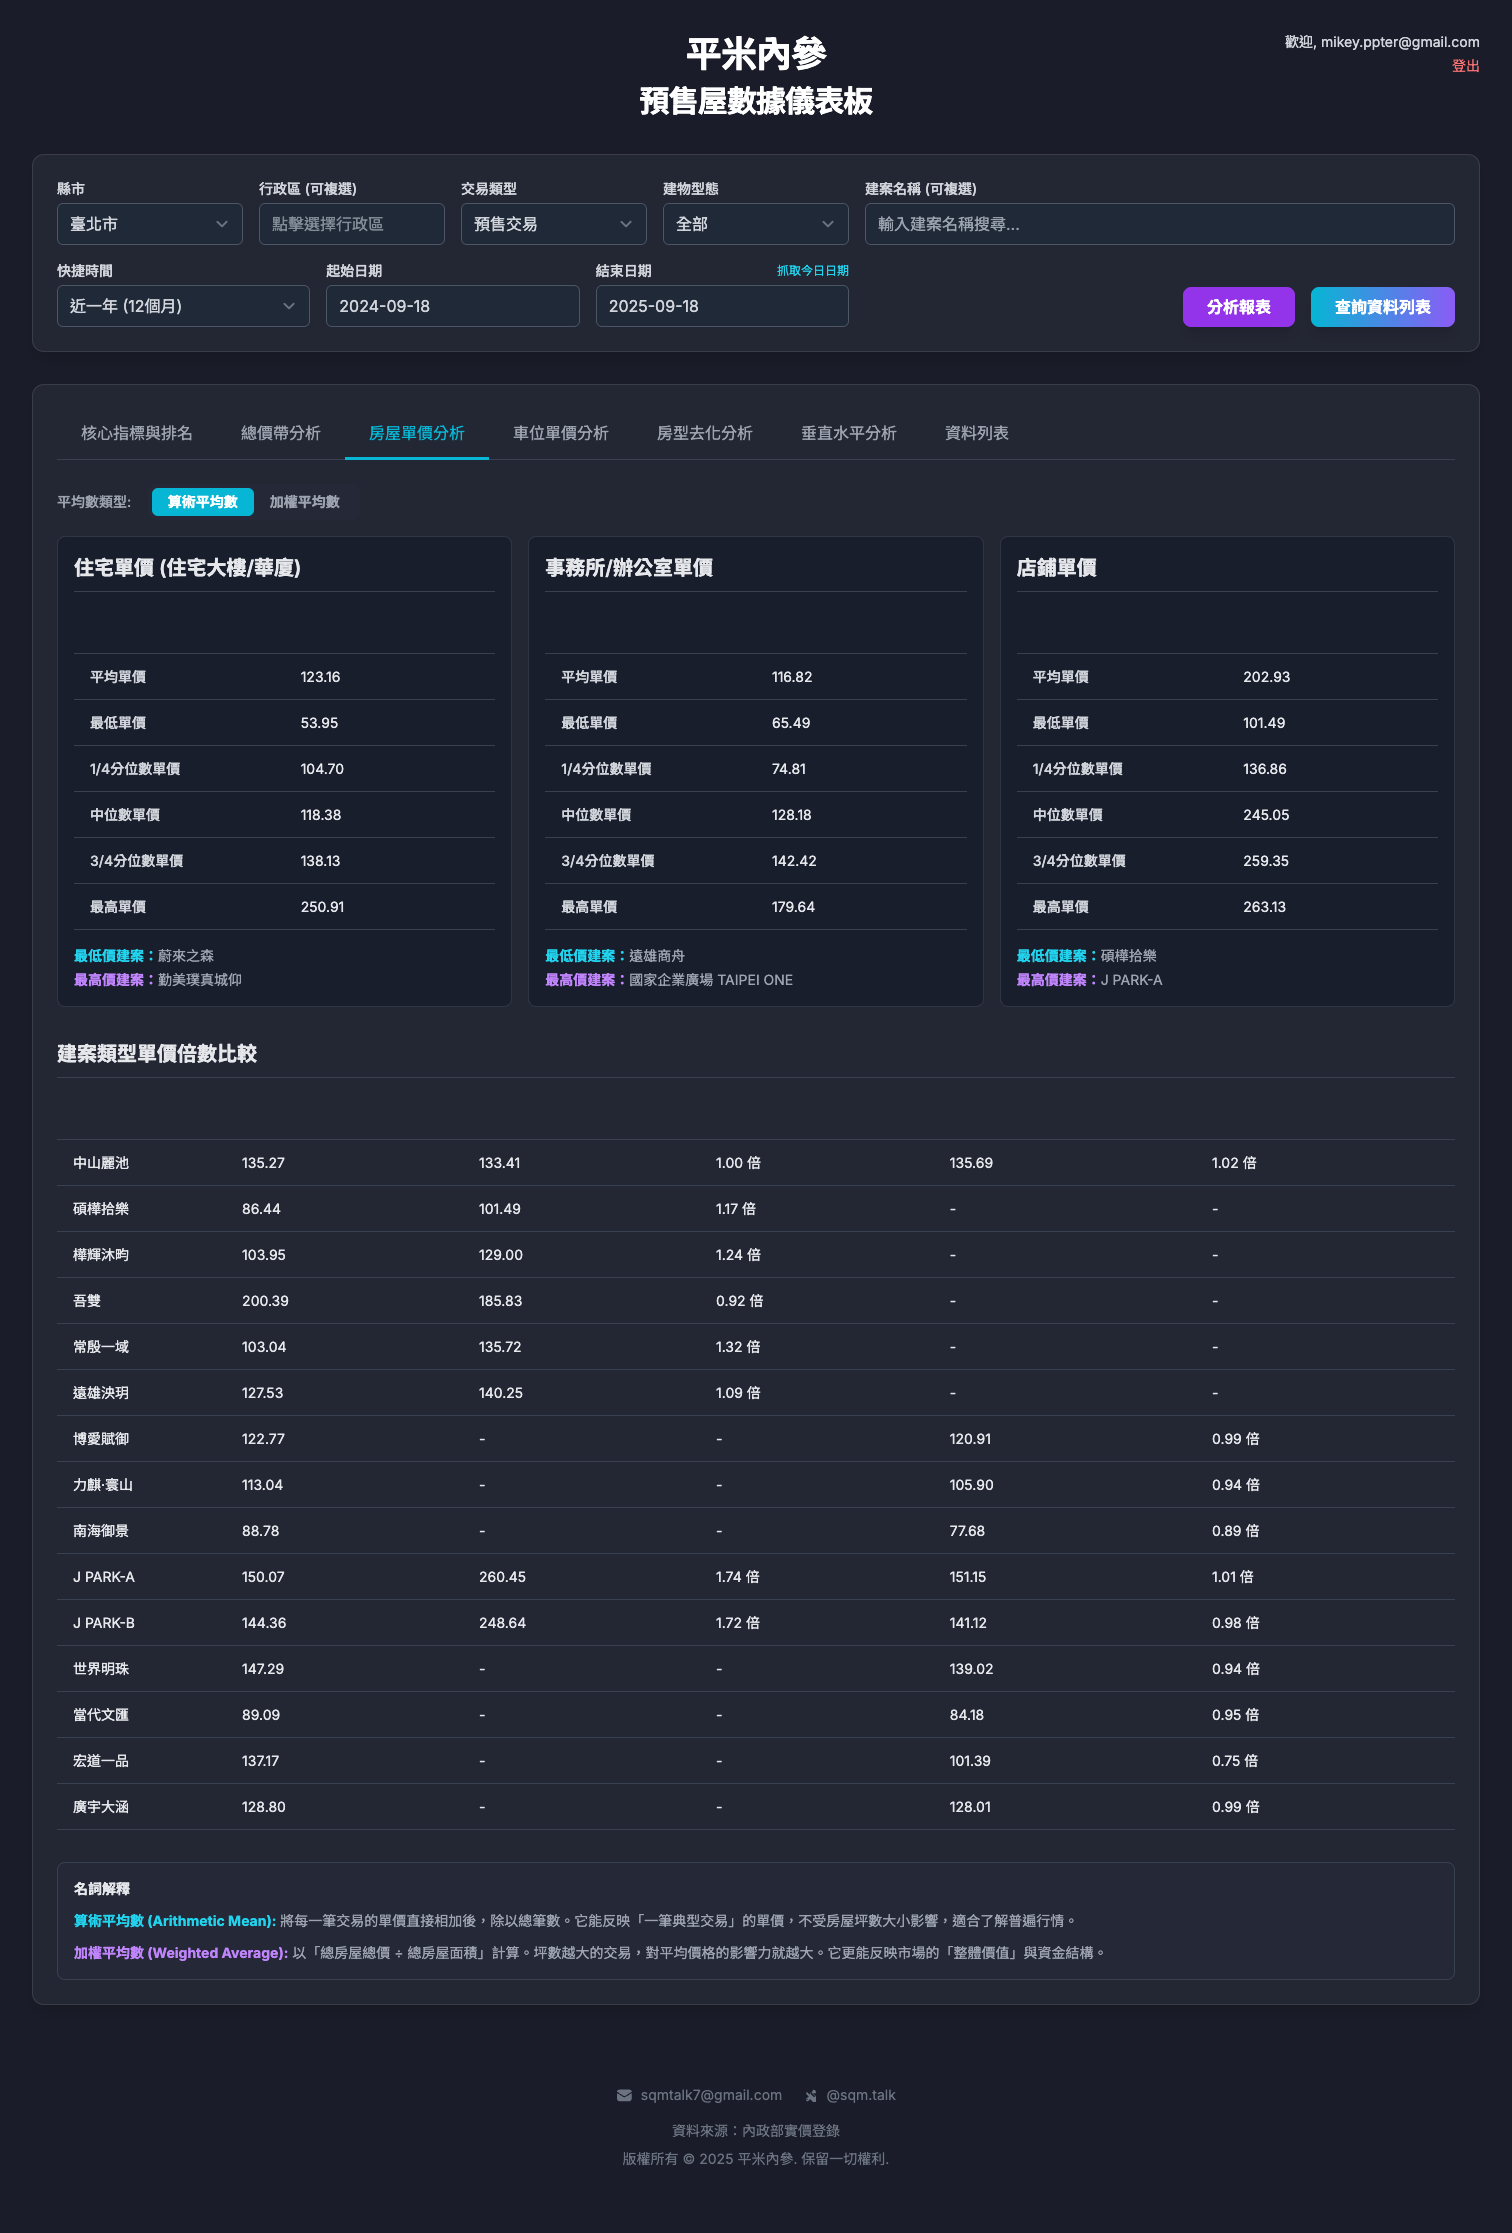 平米內參
預售屋數據儀表板
歡迎, mikey.ppter@gmail.com
登出
縣市
臺北市
行政區 (可複選)
點擊選擇行政區
交易類型
預售交易
建物型態
全部
建案名稱 (可複選)
輸入建案名稱搜尋...
快捷時間
近一年 (12個月)
起始日期
2024-09-18
結束日期
抓取今日日期
2025-09-18
分析報表
查詢資料列表
核心指標與排名 總價帶分析 房屋單價分析 車位單價分析 房型去化分析 垂直水平分析 資料列表
平均數類型: 算術平均數 加權平均數
住宅單價 (住宅大樓/華廈)
平均單價 123.16
最低單價 53.95
1/4分位數單價 104.70
中位數單價 118.38
3/4分位數單價 138.13
最高單價 250.91
最低價建案：蔚來之森
最高價建案：勤美璞真城仰
事務所/辦公室單價
平均單價 116.82
最低單價 65.49
1/4分位數單價 74.81
中位數單價 128.18
3/4分位數單價 142.42
最高單價 179.64
最低價建案：遠雄商舟
最高價建案：國家企業廣場 TAIPEI ONE
店鋪單價
平均單價 202.93
最低單價 101.49
1/4分位數單價 136.86
中位數單價 245.05
3/4分位數單價 259.35
最高單價 263.13
最低價建案：碩樺拾樂
最高價建案：J PARK-A
建案類型單價倍數比較
中山麗池 135.27 133.41 1.00 倍 135.69 1.02 倍
碩樺拾樂 86.44 101.49 1.17 倍 - -
樺輝沐畇 103.95 129.00 1.24 倍 - -
吾雙 200.39 185.83 0.92 倍 - -
常殷一域 103.04 135.72 1.32 倍 - -
遠雄泱玥 127.53 140.25 1.09 倍 - -
博愛賦御 122.77 - - 120.91 0.99 倍
力麒·寰山 113.04 - - 105.90 0.94 倍
南海御景 88.78 - - 77.68 0.89 倍
J PARK-A 150.07 260.45 1.74 倍 151.15 1.01 倍
J PARK-B 144.36 248.64 1.72 倍 141.12 0.98 倍
世界明珠 147.29 - - 139.02 0.94 倍
當代文匯 89.09 - - 84.18 0.95 倍
宏道一品 137.17 - - 101.39 0.75 倍
廣宇大涵 128.80 - - 128.01 0.99 倍
名詞解釋
算術平均數 (Arithmetic Mean): 將每一筆交易的單價直接相加後，除以總筆數。它能反映「一筆典型交易」的單價，不受房屋坪數大小影響，適合了解普遍行情。
加權平均數 (Weighted Average): 以「總房屋總價 ÷ 總房屋面積」計算。坪數越大的交易，對平均價格的影響力就越大。它更能反映市場的「整體價值」與資金結構。
sqmtalk7@gmail.com @sqm.talk
資料來源：內政部實價登錄
版權所有 © 2025 平米內參. 保留一切權利.